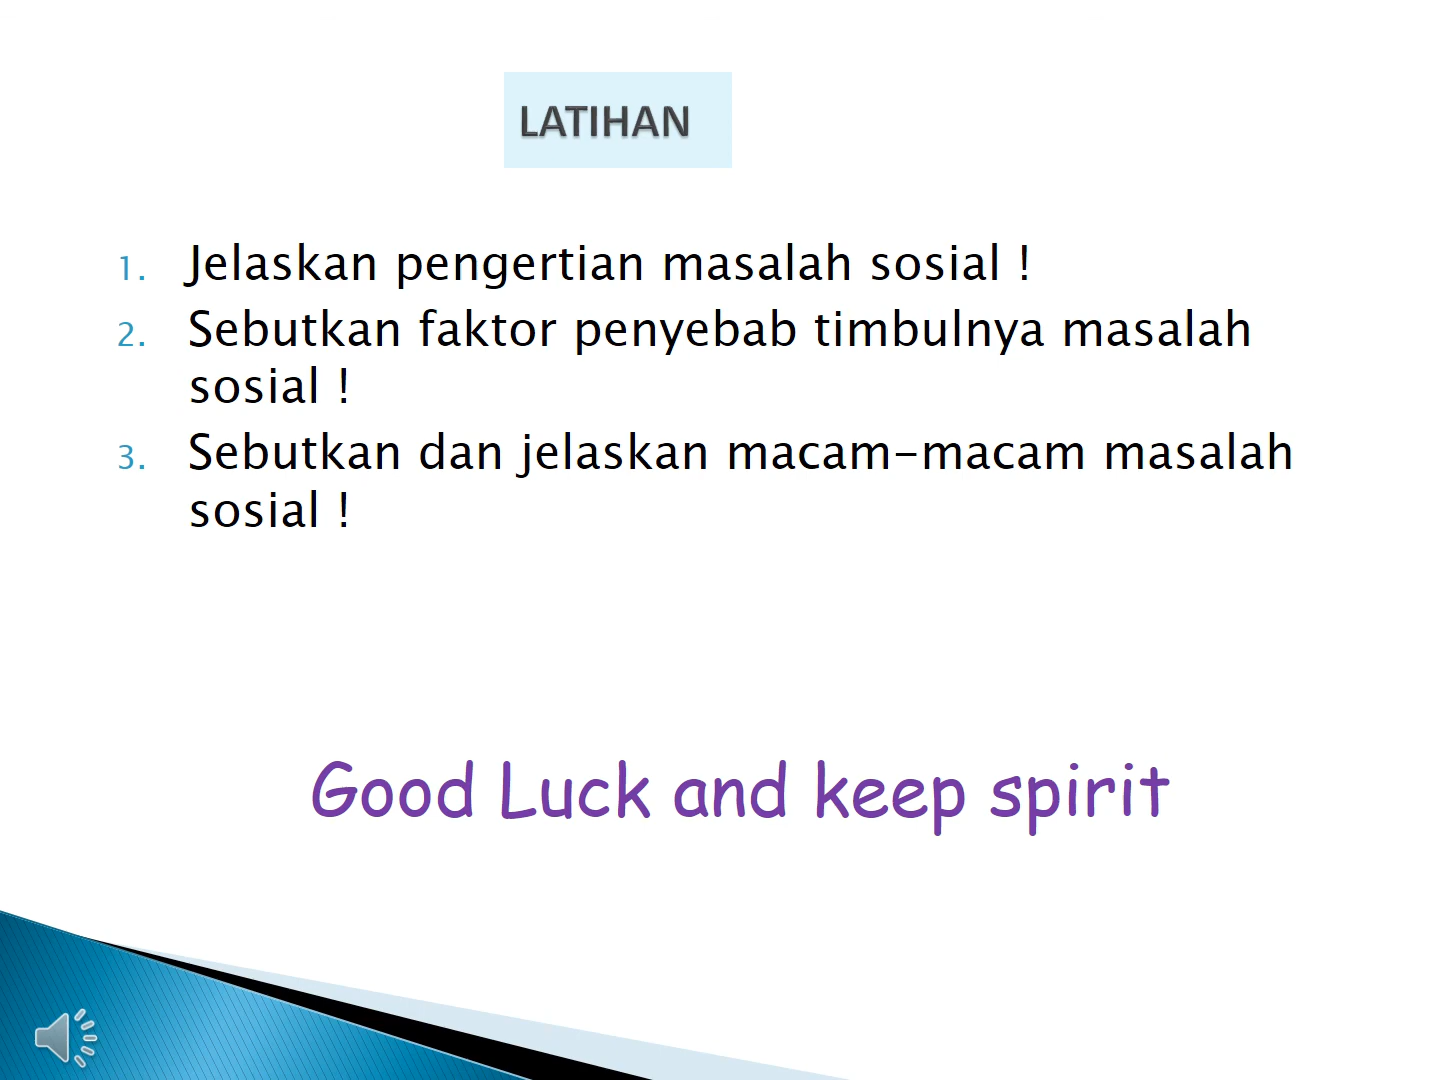 LATIHAN
1. Jelaskan pengertian masalah sosial !
2. Sebutkan faktor penyebab timbulnya masalah
sosial !
3. Sebutkan dan jelaskan macam-macam masalah
sosial !
Good Luck and keep spirit